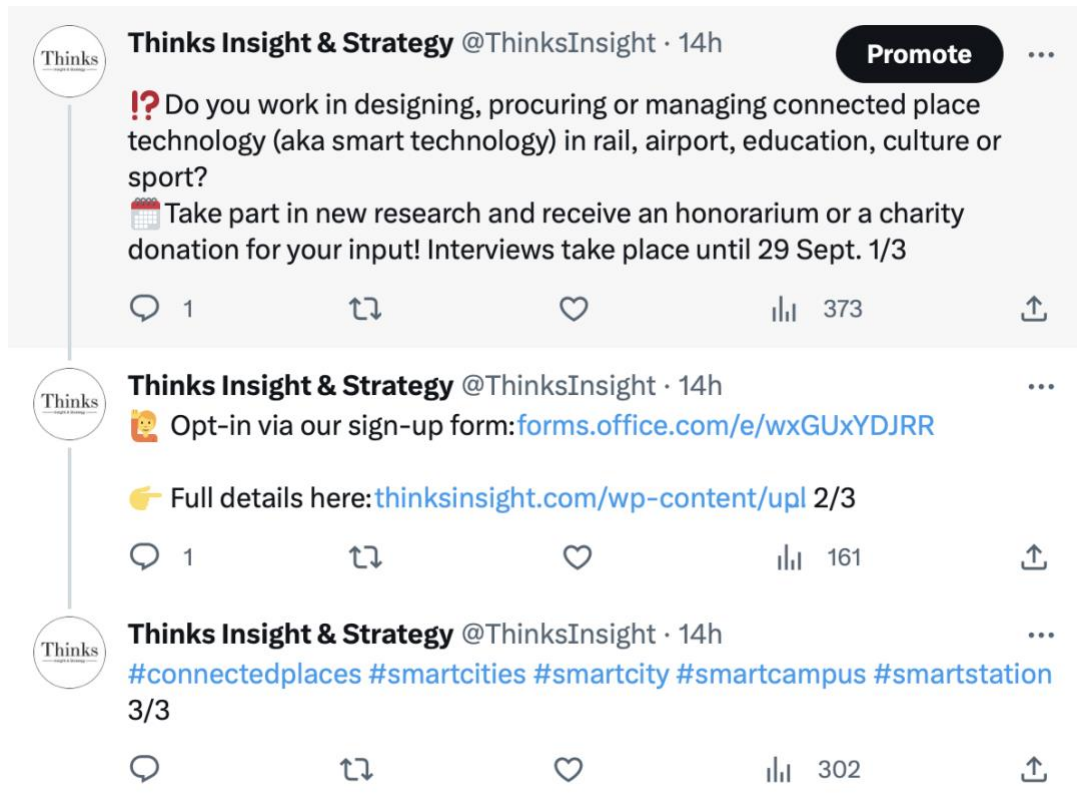 Thinks
Thinks Insight & Strategy @ThinksInsight · 14h
Promote
⁉️Do you work in designing, procuring or managing connected place
technology (aka smart technology) in rail, airport, education, culture or
sport?
🗓️Take part in new research and receive an honorarium or a charity
donation for your input! Interviews take place until 29 Sept. 1/3
1
373
Thinks
Thinks Insight & Strategy @ThinksInsight · 14h
🙋 Opt-in via our sign-up form:forms.office.com/e/wxGUxYDJRR
👉 Full details here:thinksinsight.com/wp-content/upl 2/3
1
161
Thinks
Thinks Insight & Strategy @ThinksInsight · 14h
#connectedplaces #smartcities #smartcity #smartcampus #smartstation
3/3
302